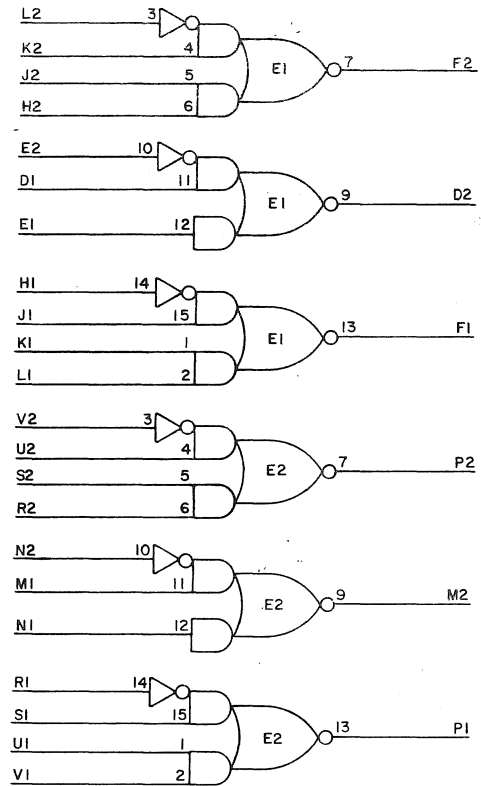 L2 3
K2 4
E1 7 F2
J2 5
H2 6
E2 10
D1 11
E1 9 D2
E1 12
H1 14
J1 15
E1 13 F1
K1 1
L1 2
V2 3
U2 4
E2 7 P2
S2 5
R2 6
N2 10
M1 11
E2 9 M2
N1 12
R1 14
S1 15
E2 13 P1
U1 1
V1 2